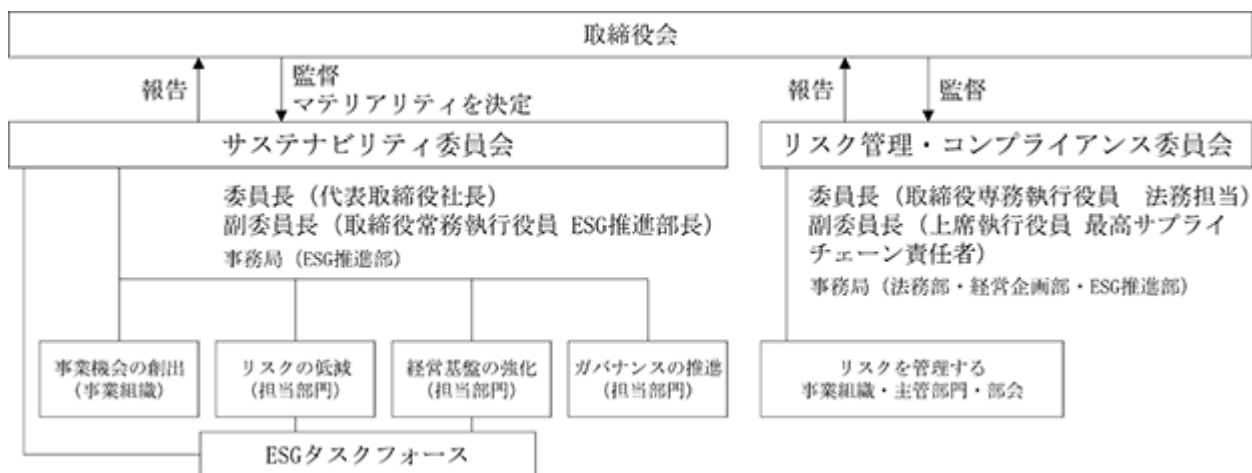 取締役会
報告
監督
マテリアリティを決定
報告
監督
サステナビリティ委員会
リスク管理・コンプライアンス委員会
委員長（代表取締役社長）
副委員長（取締役常務執行役員 ESG推進部長）
事務局（ESG推進部）
委員長（取締役専務執行役員　法務担当）
副委員長（上席執行役員 最高サプライ
チェーン責任者）
事務局（法務部・経営企画部・ESG推進部）
事業機会の創出
（事業組織）
リスクの低減
（担当部門）
経営基盤の強化
（担当部門）
ガバナンスの推進
（担当部門）
リスクを管理する
事業組織・主管部門・部会
ESGタスクフォース